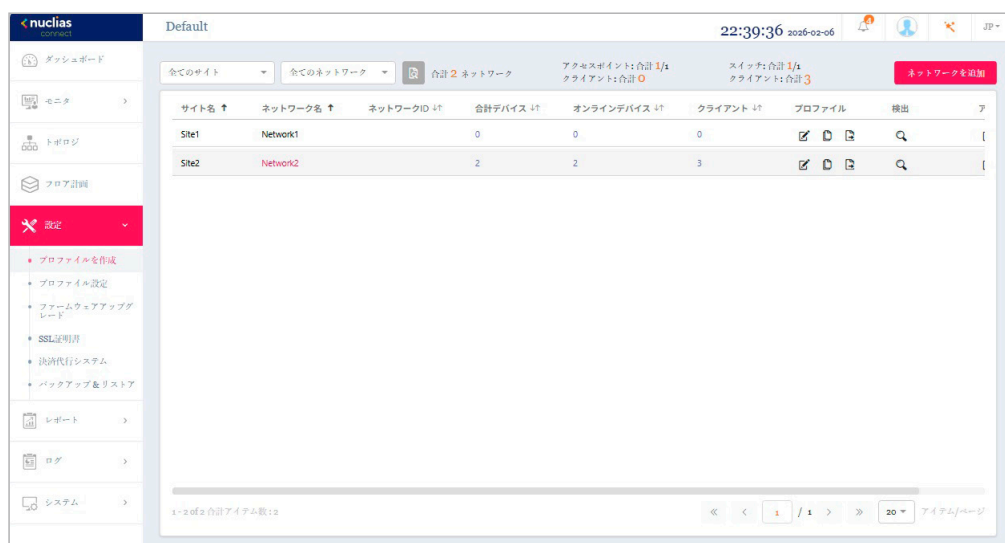 nuclias
connect
Default
22:39:36 2026-02-06
4
JP
ダッシュボード
モニタ
トポロジ
フロア計画
設定
プロファイルを作成
プロファイル設定
ファームウェアアップグ
レード
SSL証明書
決済代行システム
バックアップ&リストア
レポート
ログ
システム
全てのサイト
全てのネットワーク
合計 2 ネットワーク
アクセスポイント: 合計 1/1
クライアント: 合計 0
スイッチ: 合計 1/1
クライアント: 合計 3
ネットワークを追加
サイト名 ネットワーク名 ネットワークID 合計デバイス オンラインデバイス クライアント プロファイル 検出 ア
Site1 Network1 0 0 0
Site2 Network2 2 2 3
1 - 2 of 2 合計アイテム数 : 2
1 / 1
20 アイテム/ページ